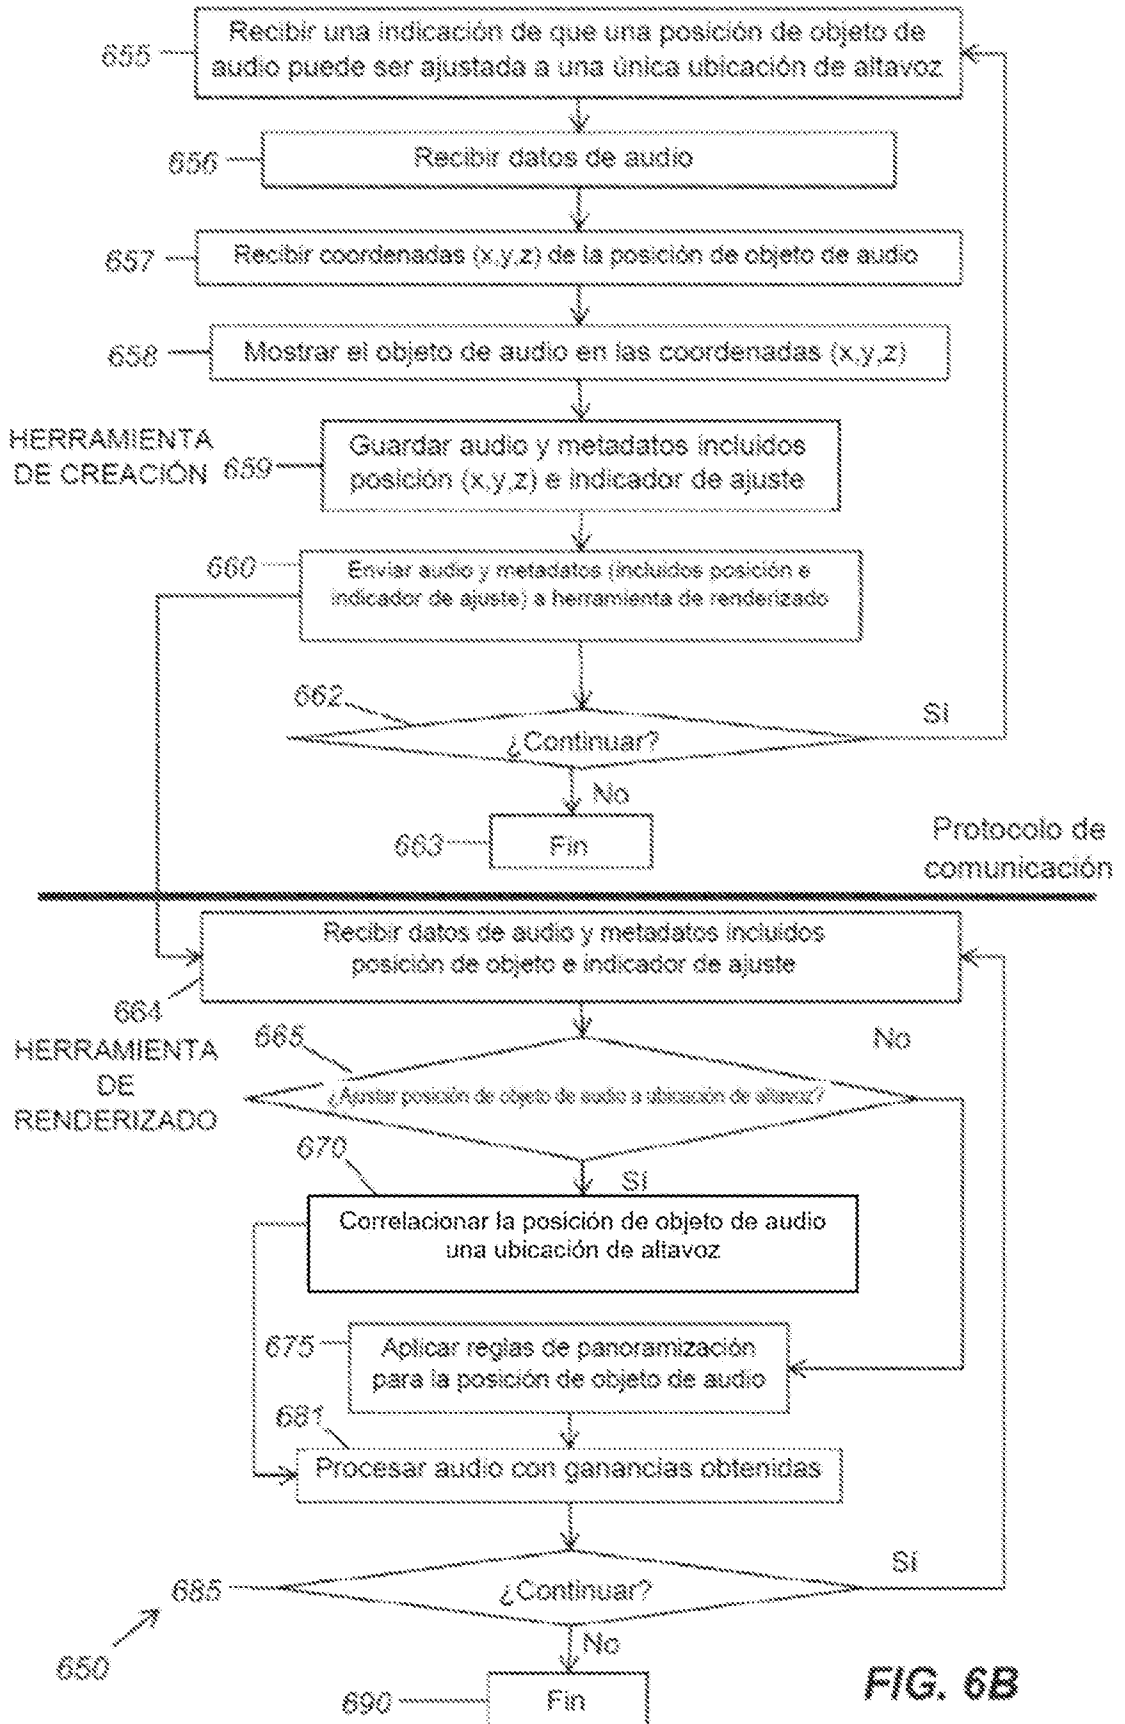 Recibir una indicación de que una posición de objeto de
audio puede ser ajustada a una única ubicación de altavoz
655
Recibir datos de audio
656
Recibir coordenadas (x,y,z) de la posición de objeto de audio
657
Mostrar el objeto de audio en las coordenadas (x,y,z)
658
HERRAMIENTA
DE CREACIÓN
Guardar audio y metadatos incluidos
posición (x,y,z) e indicador de ajuste
659
660
Enviar audio y metadatos (incluidos posición e
indicador de ajuste) a herramienta de renderizado
662
Sí
¿Continuar?
No
663
Fin
Protocolo de
comunicación
Recibir datos de audio y metadatos incluidos
posición de objeto e indicador de ajuste
664
HERRAMIENTA
DE
RENDERIZADO
665
No
¿Ajustar posición de objeto de audio a ubicación de altavoz?
670
Sí
Correlacionar la posición de objeto de audio
una ubicación de altavoz
675
Aplicar reglas de panoramización
para la posición de objeto de audio
681
Procesar audio con ganancias obtenidas
Sí
685
¿Continuar?
650
No
690
Fin
FIG. 6B